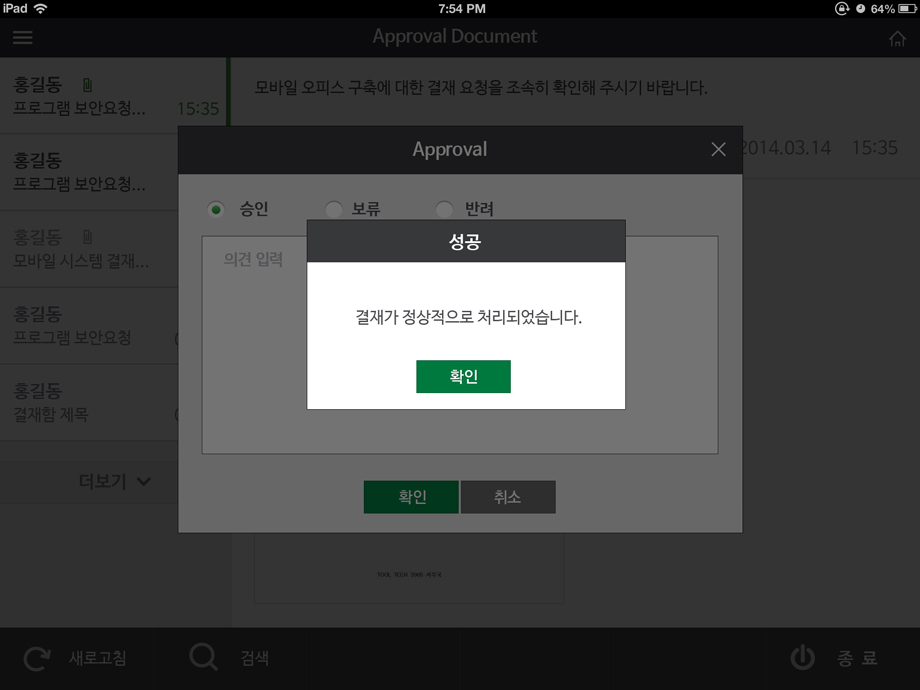 iPad 7:54 PM 64%
Approval Document
홍길동
프로그램 보안요청... 15:35
모바일 오피스 구축에 대한 결재 요청을 조속히 확인해 주시기 바랍니다.
2014.03.14 15:35
홍길동
프로그램 보안요청...
홍길동
모바일 시스템 결재...
홍길동
프로그램 보안요청
홍길동
결재함 제목
더보기
Approval
승인 보류 반려
의견 입력
성공
결재가 정상적으로 처리되었습니다.
확인
확인 취소
새로고침 검색 종 료